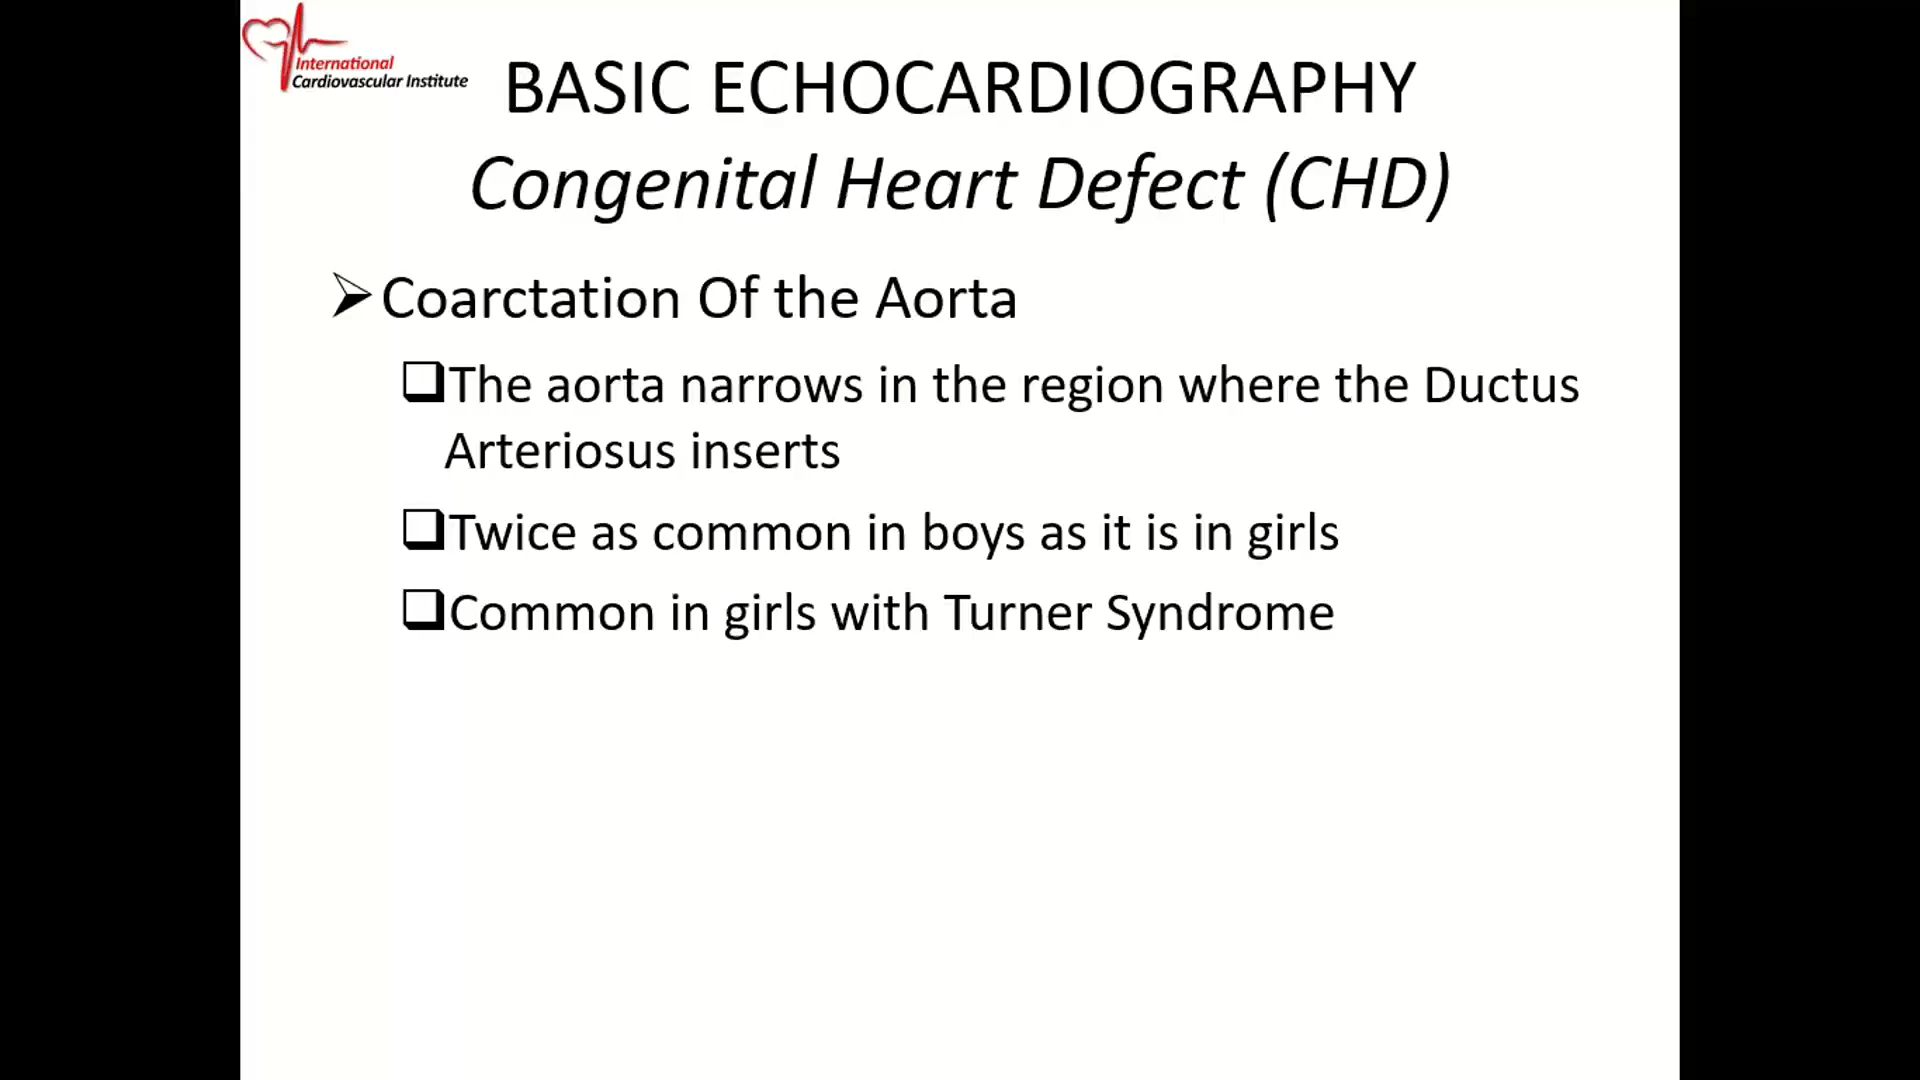 International
Cardiovascular Institute
BASIC ECHOCARDIOGRAPHY
Congenital Heart Defect (CHD)
Coarctation Of the Aorta
The aorta narrows in the region where the Ductus
Arteriosus inserts
Twice as common in boys as it is in girls
Common in girls with Turner Syndrome